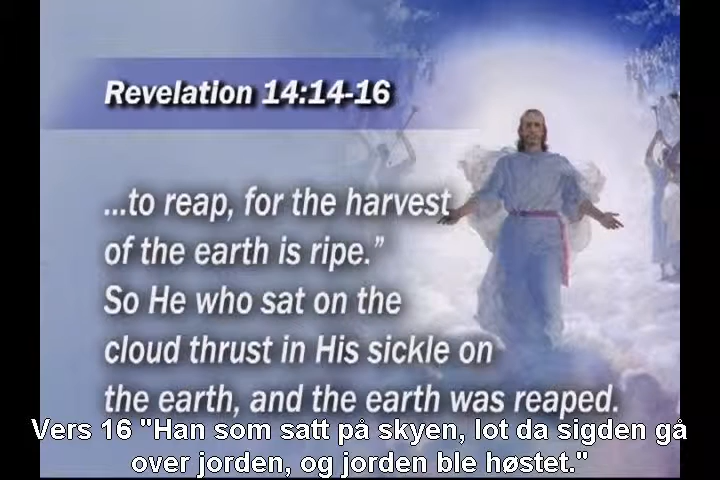 Revelation 14:14-16
...to reap, for the harvest
of the earth is ripe.”
So He who sat on the
cloud thrust in His sickle on
the earth, and the earth was reaped.
Vers 16 "Han som satt på skyen, lot da sigden gå
over jorden, og jorden ble høstet."